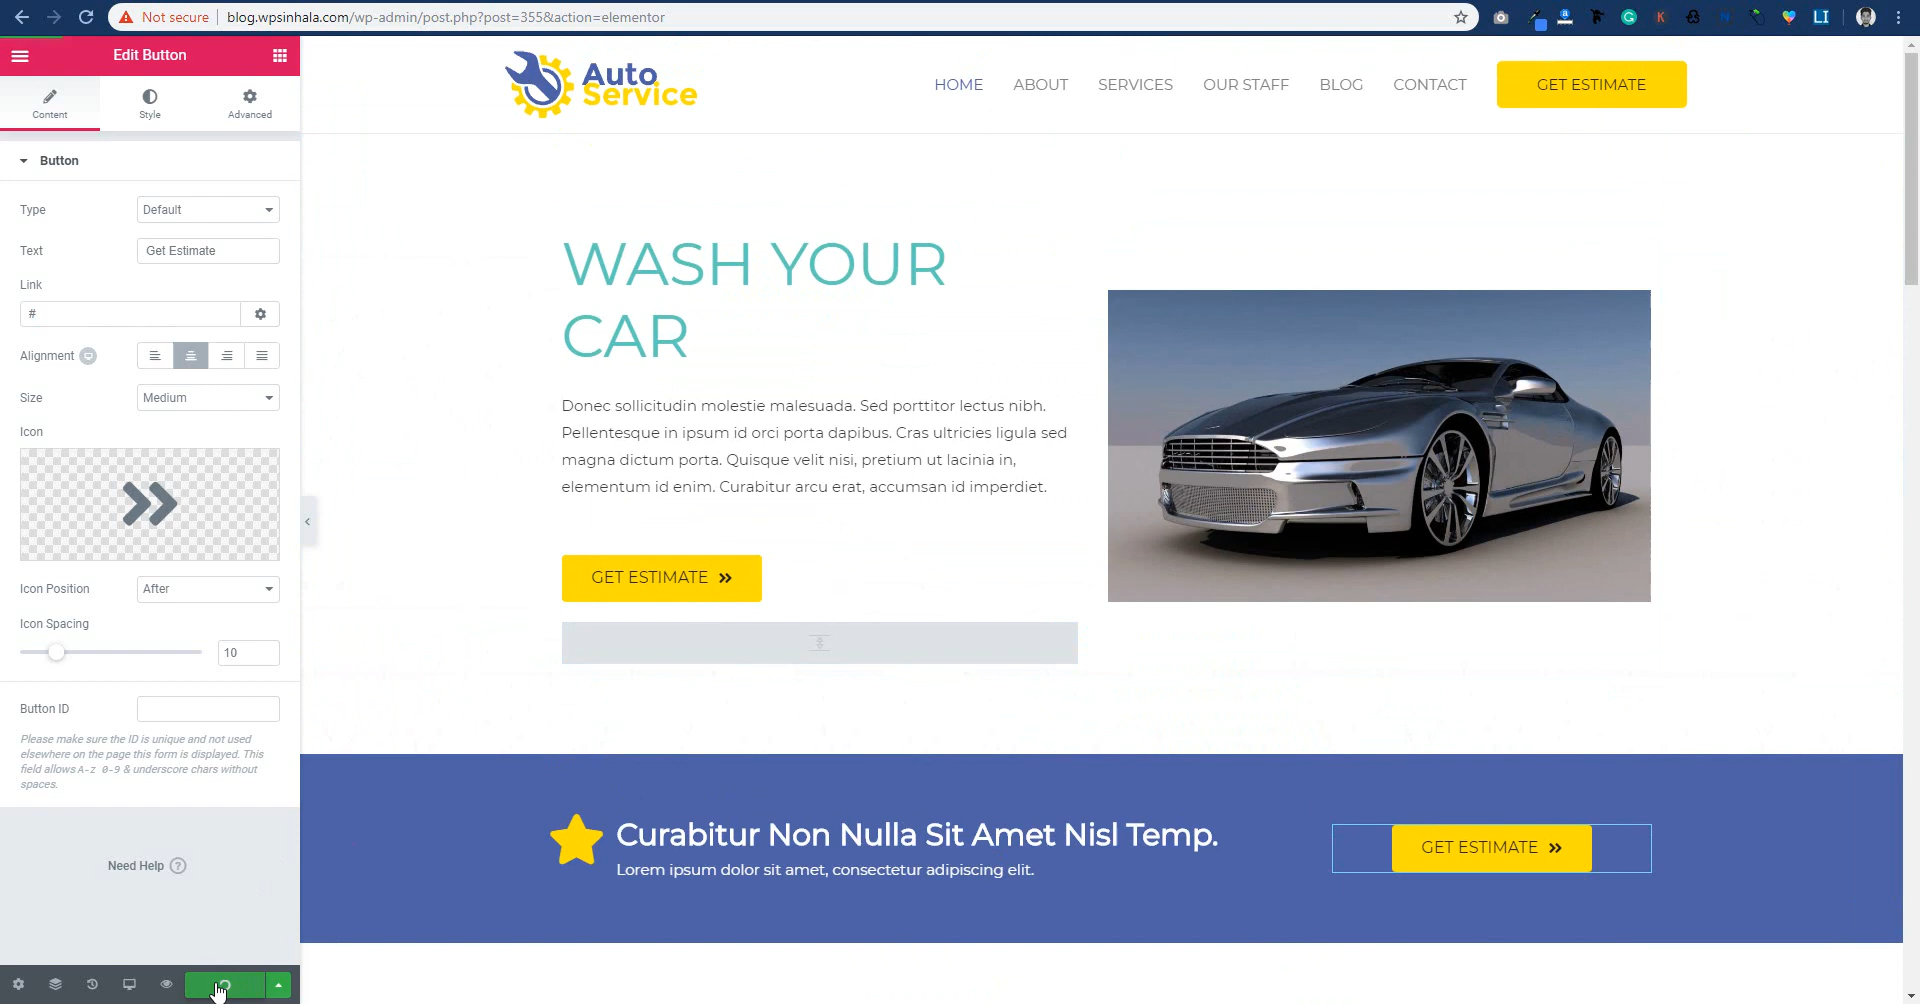 Not secure
blog.wpsinhala.com/wp-admin/post.php?post=355&action=elementor
Edit Button
Content
Style
Advanced
Button
Type
Default
Text
Get Estimate
Link
#
Alignment
Size
Medium
Icon
Icon Position
After
Icon Spacing
10
Button ID
Please make sure the ID is unique and not used
elsewhere on the page this form is displayed. This
field allows A-z 0-9 & underscore chars without
spaces.
Need Help ?
Auto
Service
HOME
ABOUT
SERVICES
OUR STAFF
BLOG
CONTACT
GET ESTIMATE
WASH YOUR
CAR
Donec sollicitudin molestie malesuada. Sed porttitor lectus nibh.
Pellentesque in ipsum id orci porta dapibus. Cras ultricies ligula sed
magna dictum porta. Quisque velit nisi, pretium ut lacinia in,
elementum id enim. Curabitur arcu erat, accumsan id imperdiet.
GET ESTIMATE
Curabitur Non Nulla Sit Amet Nisl Temp.
Lorem ipsum dolor sit amet, consectetur adipiscing elit.
GET ESTIMATE